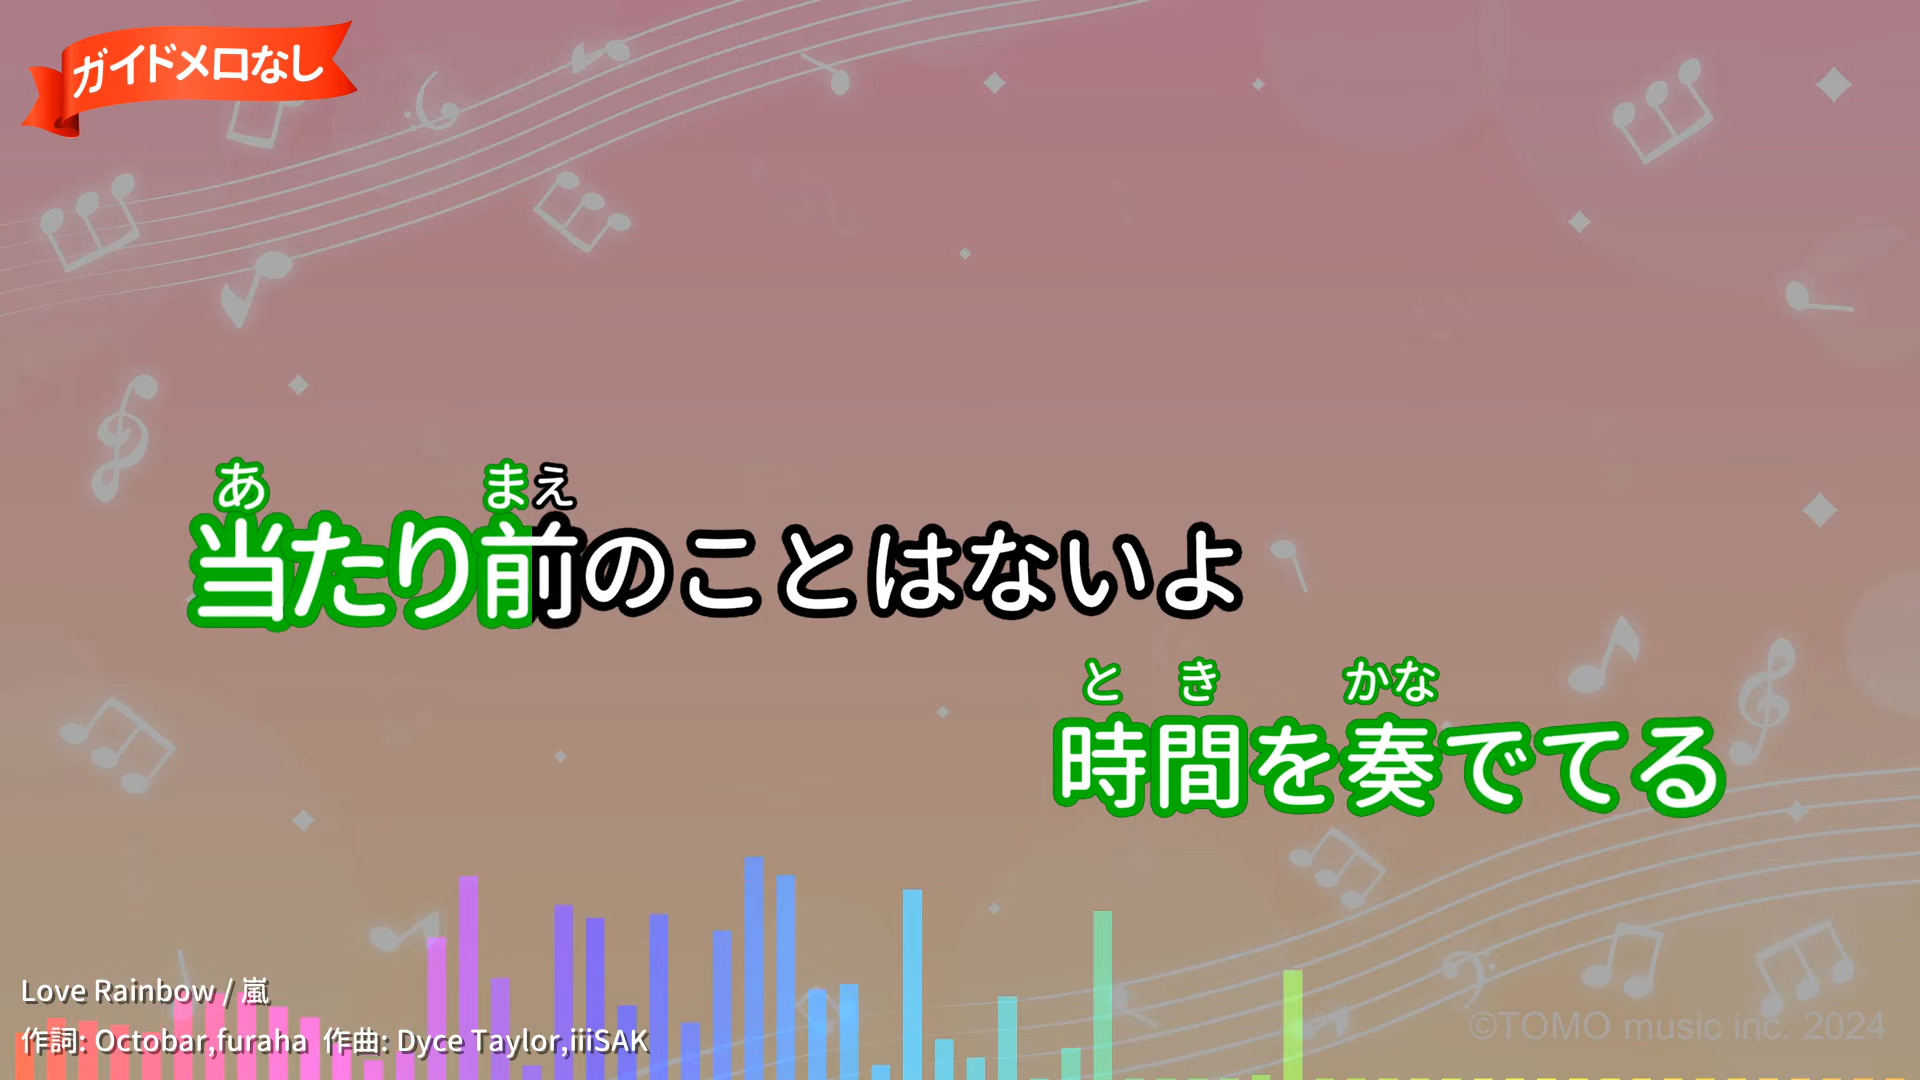 ガイドメロなし
あ まえ
当たり前のことはないよ
と き かな
時間を奏でてる
Love Rainbow / 嵐
作詞: Octobar,furaha 作曲: Dyce Taylor,iiiSAK
©TOMO music inc. 2024